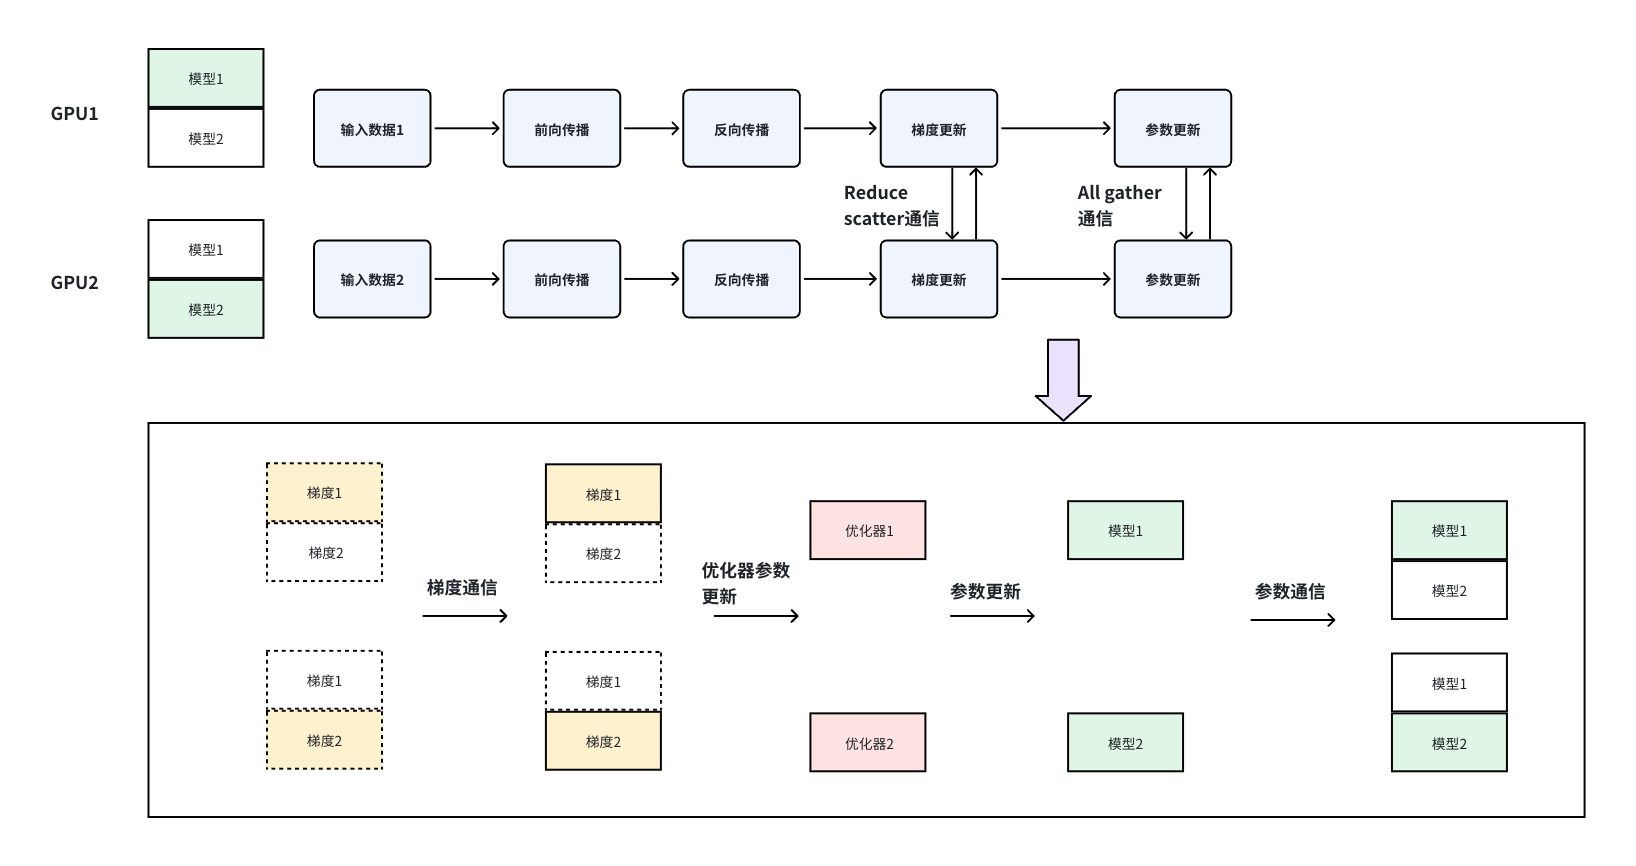 模型1
GPU1
模型2
输入数据1
前向传播
反向传播
梯度更新
参数更新
Reduce
scatter通信
All gather
通信
模型1
GPU2
模型2
输入数据2
前向传播
反向传播
梯度更新
参数更新
梯度1
梯度2
梯度1
梯度2
梯度通信
梯度1
梯度2
梯度1
梯度2
优化器参数
更新
优化器1
优化器2
参数更新
模型1
模型2
参数通信
模型1
模型2
模型1
模型2